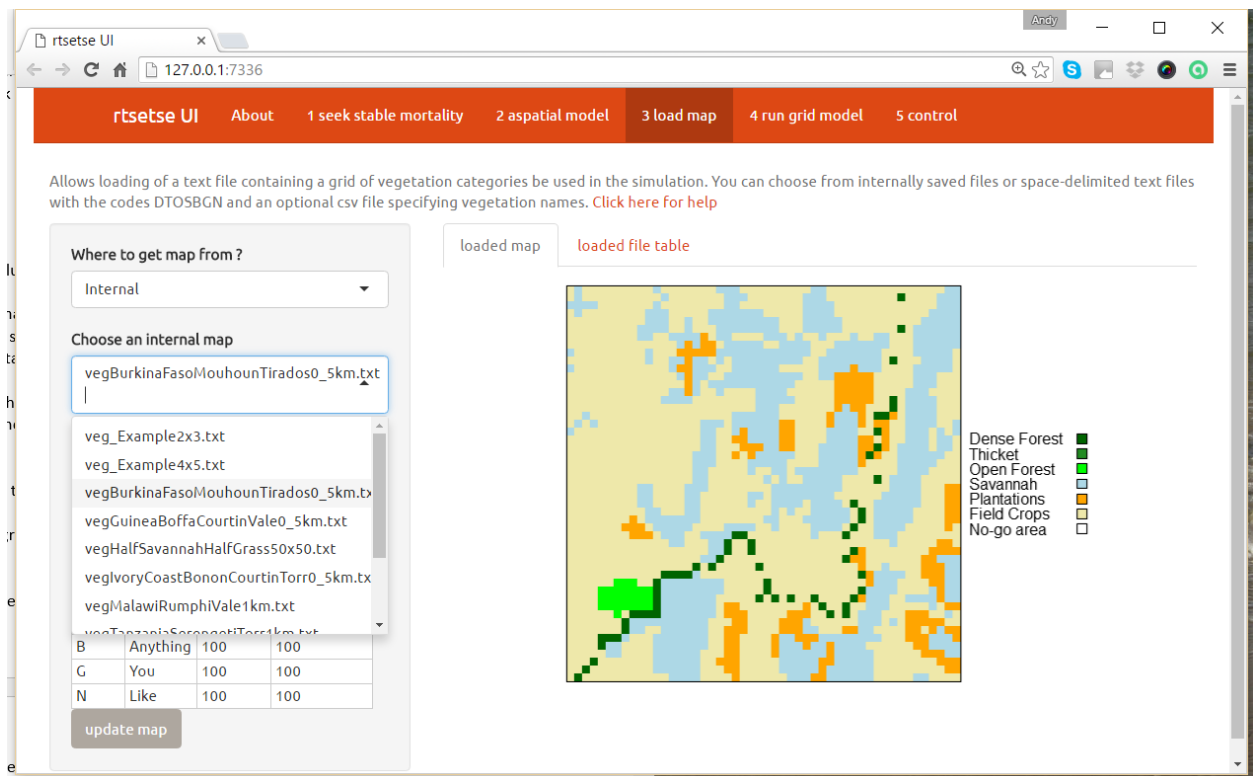 Andy
rtsetse UI
127.0.0.1:7336
rtsetse UI About 1 seek stable mortality 2 aspatial model 3 load map 4 run grid model 5 control
Allows loading of a text file containing a grid of vegetation categories be used in the simulation. You can choose from internally saved files or space-delimited text files
with the codes DTOSBGN and an optional csv file specifying vegetation names. Click here for help
Where to get map from ?
Internal
Choose an internal map
vegBurkinaFasoMouhounTirados0_5km.txt
veg_Example2x3.txt
veg_Example4x5.txt
vegBurkinaFasoMouhounTirados0_5km.tx
vegGuineaBoffaCourtinVale0_5km.txt
vegHalfSavannahHalfGrass50x50.txt
vegIvoryCoastBononCourtinTorr0_5km.tx
vegMalawiRumphiVale1km.txt
vegTanzaniaSerengetiTorr1km.txt
B Anything 100 100
G You 100 100
N Like 100 100
update map
loaded map loaded file table
Dense Forest
Thicket
Open Forest
Savannah
Plantations
Field Crops
No-go area